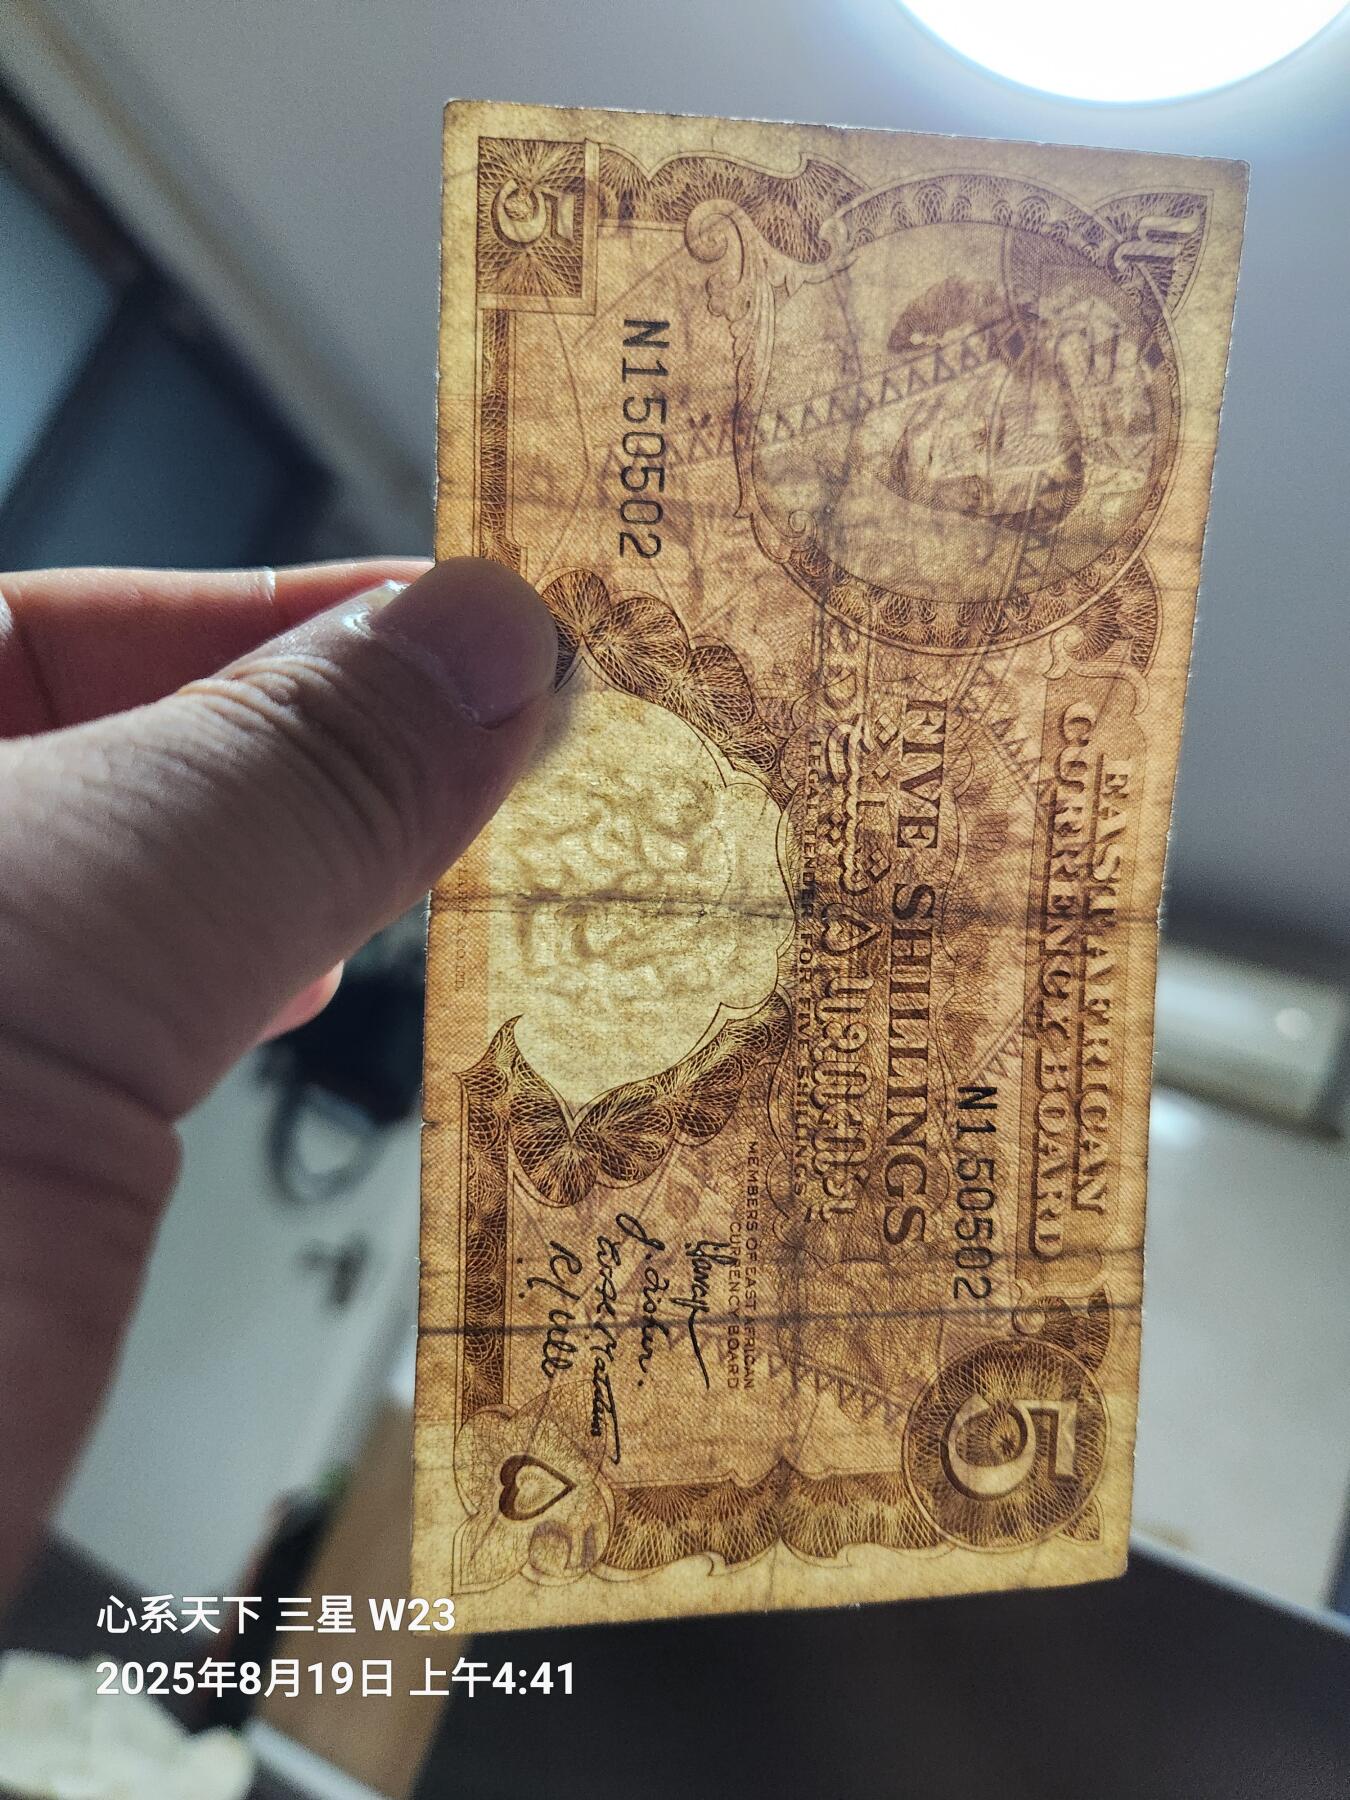 EAST AFRICAN
CURRENCY BOARD
N150502
FIVE SHILLINGS
LEGAL TENDER FOR FIVE SHILLINGS
MEMBERS OF EAST AFRICAN
CURRENCY BOARD
N150502
5
5
心系天下 三星 W23
2025年8月19日 上午4:41